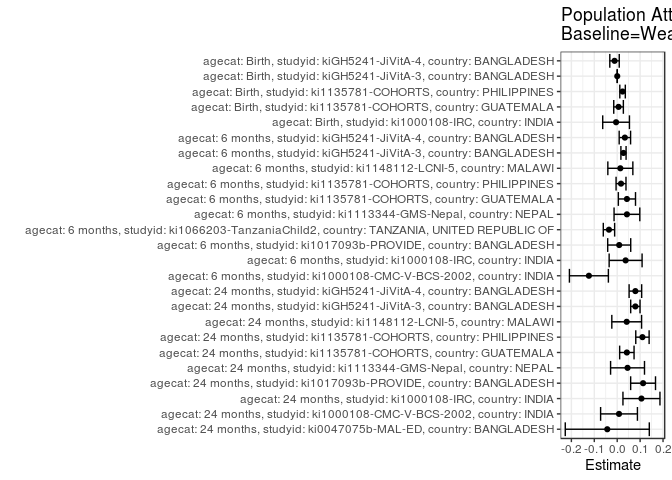 Population Att
Baseline=Wea
agecat: Birth, studyid: kiGH5241-JiVitA-4, country: BANGLADESH
agecat: Birth, studyid: kiGH5241-JiVitA-3, country: BANGLADESH
agecat: Birth, studyid: ki1135781-COHORTS, country: PHILIPPINES
agecat: Birth, studyid: ki1135781-COHORTS, country: GUATEMALA
agecat: Birth, studyid: ki1000108-IRC, country: INDIA
agecat: 6 months, studyid: kiGH5241-JiVitA-4, country: BANGLADESH
agecat: 6 months, studyid: kiGH5241-JiVitA-3, country: BANGLADESH
agecat: 6 months, studyid: ki1148112-LCNI-5, country: MALAWI
agecat: 6 months, studyid: ki1135781-COHORTS, country: PHILIPPINES
agecat: 6 months, studyid: ki1135781-COHORTS, country: GUATEMALA
agecat: 6 months, studyid: ki1113344-GMS-Nepal, country: NEPAL
agecat: 6 months, studyid: ki1066203-TanzaniaChild2, country: TANZANIA, UNITED REPUBLIC OF
agecat: 6 months, studyid: ki1017093b-PROVIDE, country: BANGLADESH
agecat: 6 months, studyid: ki1000108-IRC, country: INDIA
agecat: 6 months, studyid: ki1000108-CMC-V-BCS-2002, country: INDIA
agecat: 24 months, studyid: kiGH5241-JiVitA-4, country: BANGLADESH
agecat: 24 months, studyid: kiGH5241-JiVitA-3, country: BANGLADESH
agecat: 24 months, studyid: ki1148112-LCNI-5, country: MALAWI
agecat: 24 months, studyid: ki1135781-COHORTS, country: PHILIPPINES
agecat: 24 months, studyid: ki1135781-COHORTS, country: GUATEMALA
agecat: 24 months, studyid: ki1113344-GMS-Nepal, country: NEPAL
agecat: 24 months, studyid: ki1017093b-PROVIDE, country: BANGLADESH
agecat: 24 months, studyid: ki1000108-IRC, country: INDIA
agecat: 24 months, studyid: ki1000108-CMC-V-BCS-2002, country: INDIA
agecat: 24 months, studyid: ki0047075b-MAL-ED, country: BANGLADESH
-0.2 -0.1 0.0 0.1 0.2
Estimate